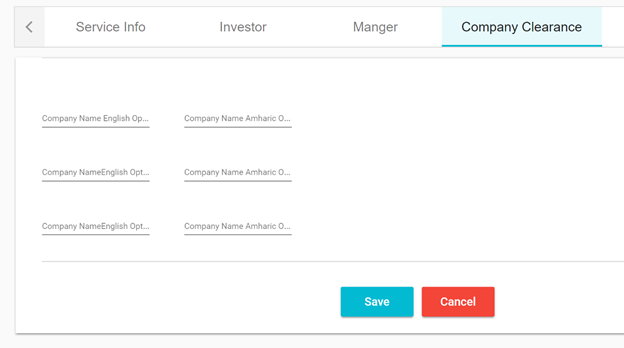 Service Info Investor Manger Company Clearance
Company Name English Op... Company Name Amharic O...
Company NameEnglish Opt... Company Name Amharic O...
Company NameEnglish Opt... Company Name Amharic O...
Save Cancel